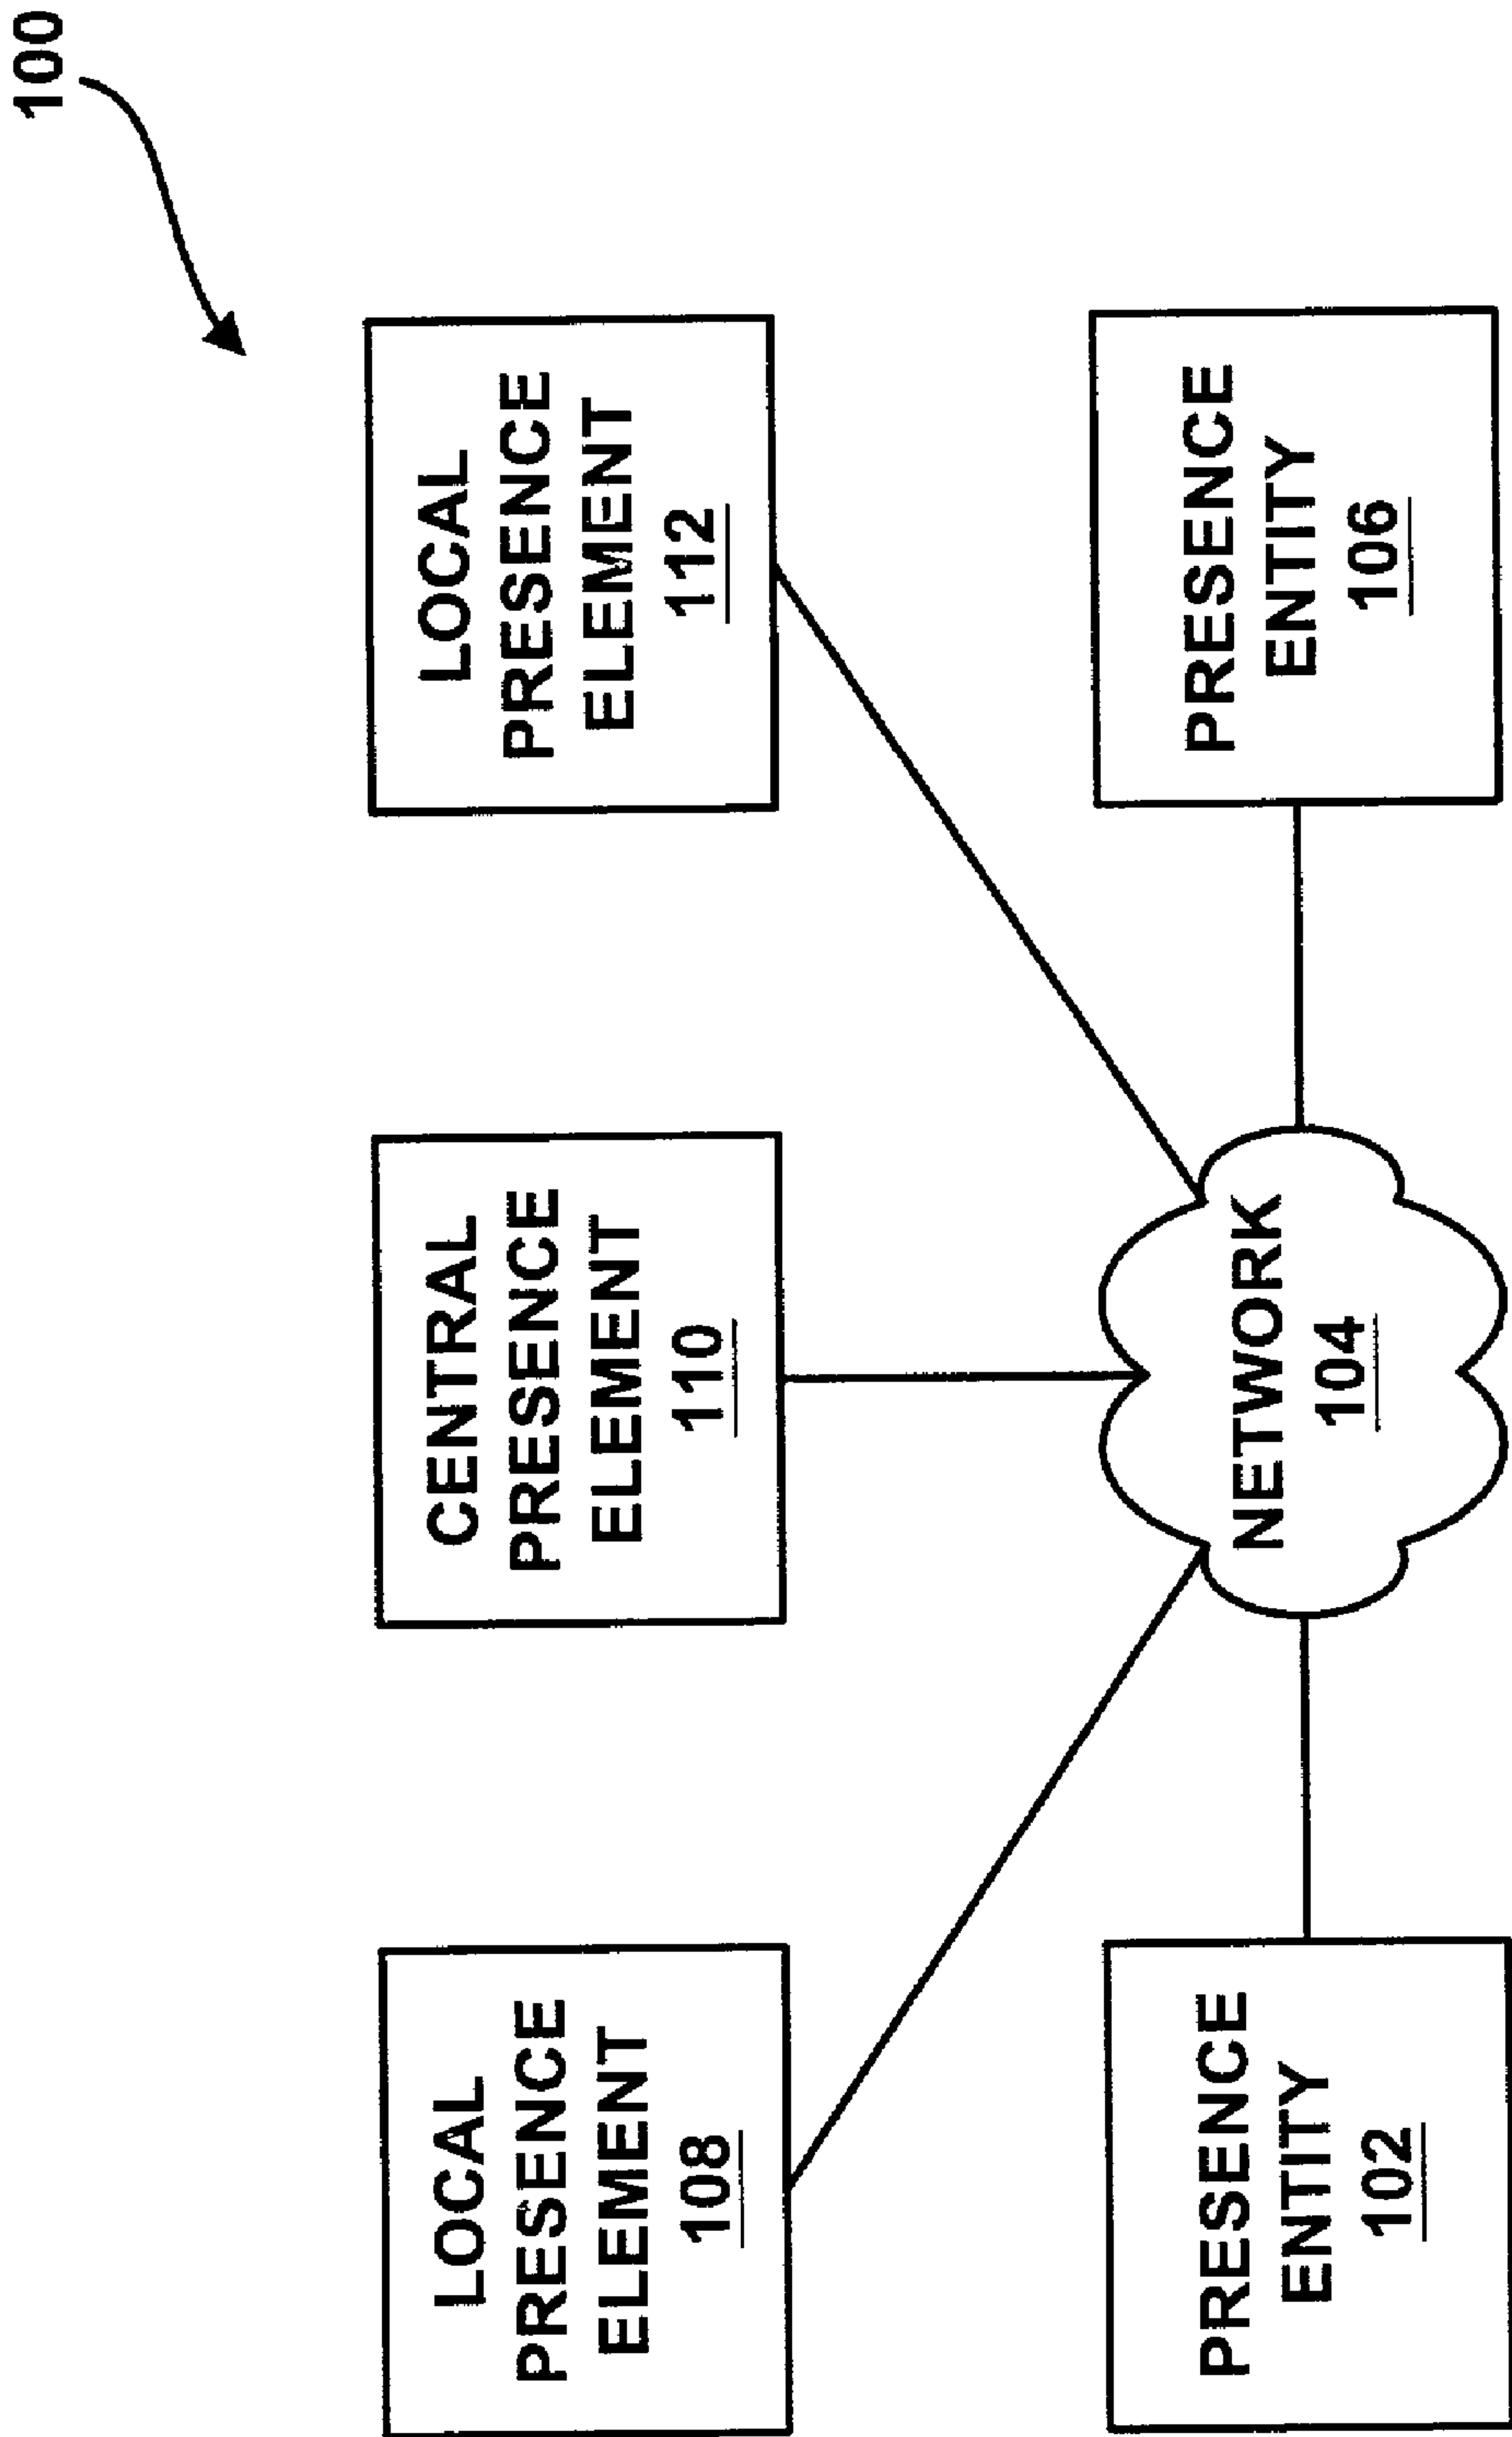 100
LOCAL
PRESENCE
ELEMENT
108
CENTRAL
PRESENCE
ELEMENT
110
LOCAL
PRESENCE
ELEMENT
112
PRESENCE
ENTITY
102
NETWORK
104
PRESENCE
ENTITY
106